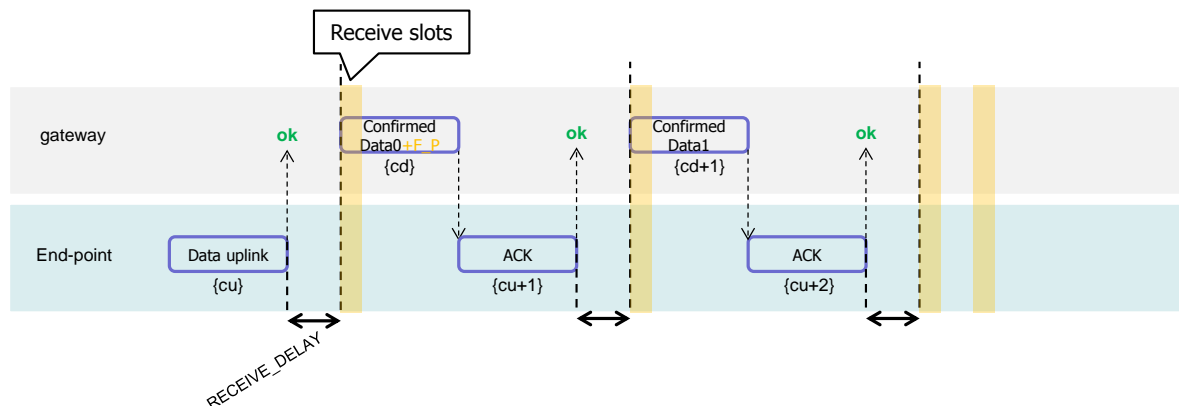 Receive slots
gateway
ok
Confirmed
Data0+F_P
{cd}
ok
Confirmed
Data1
{cd+1}
ok
End-point
Data uplink
{cu}
ACK
{cu+1}
ACK
{cu+2}
RECEIVE_DELAY